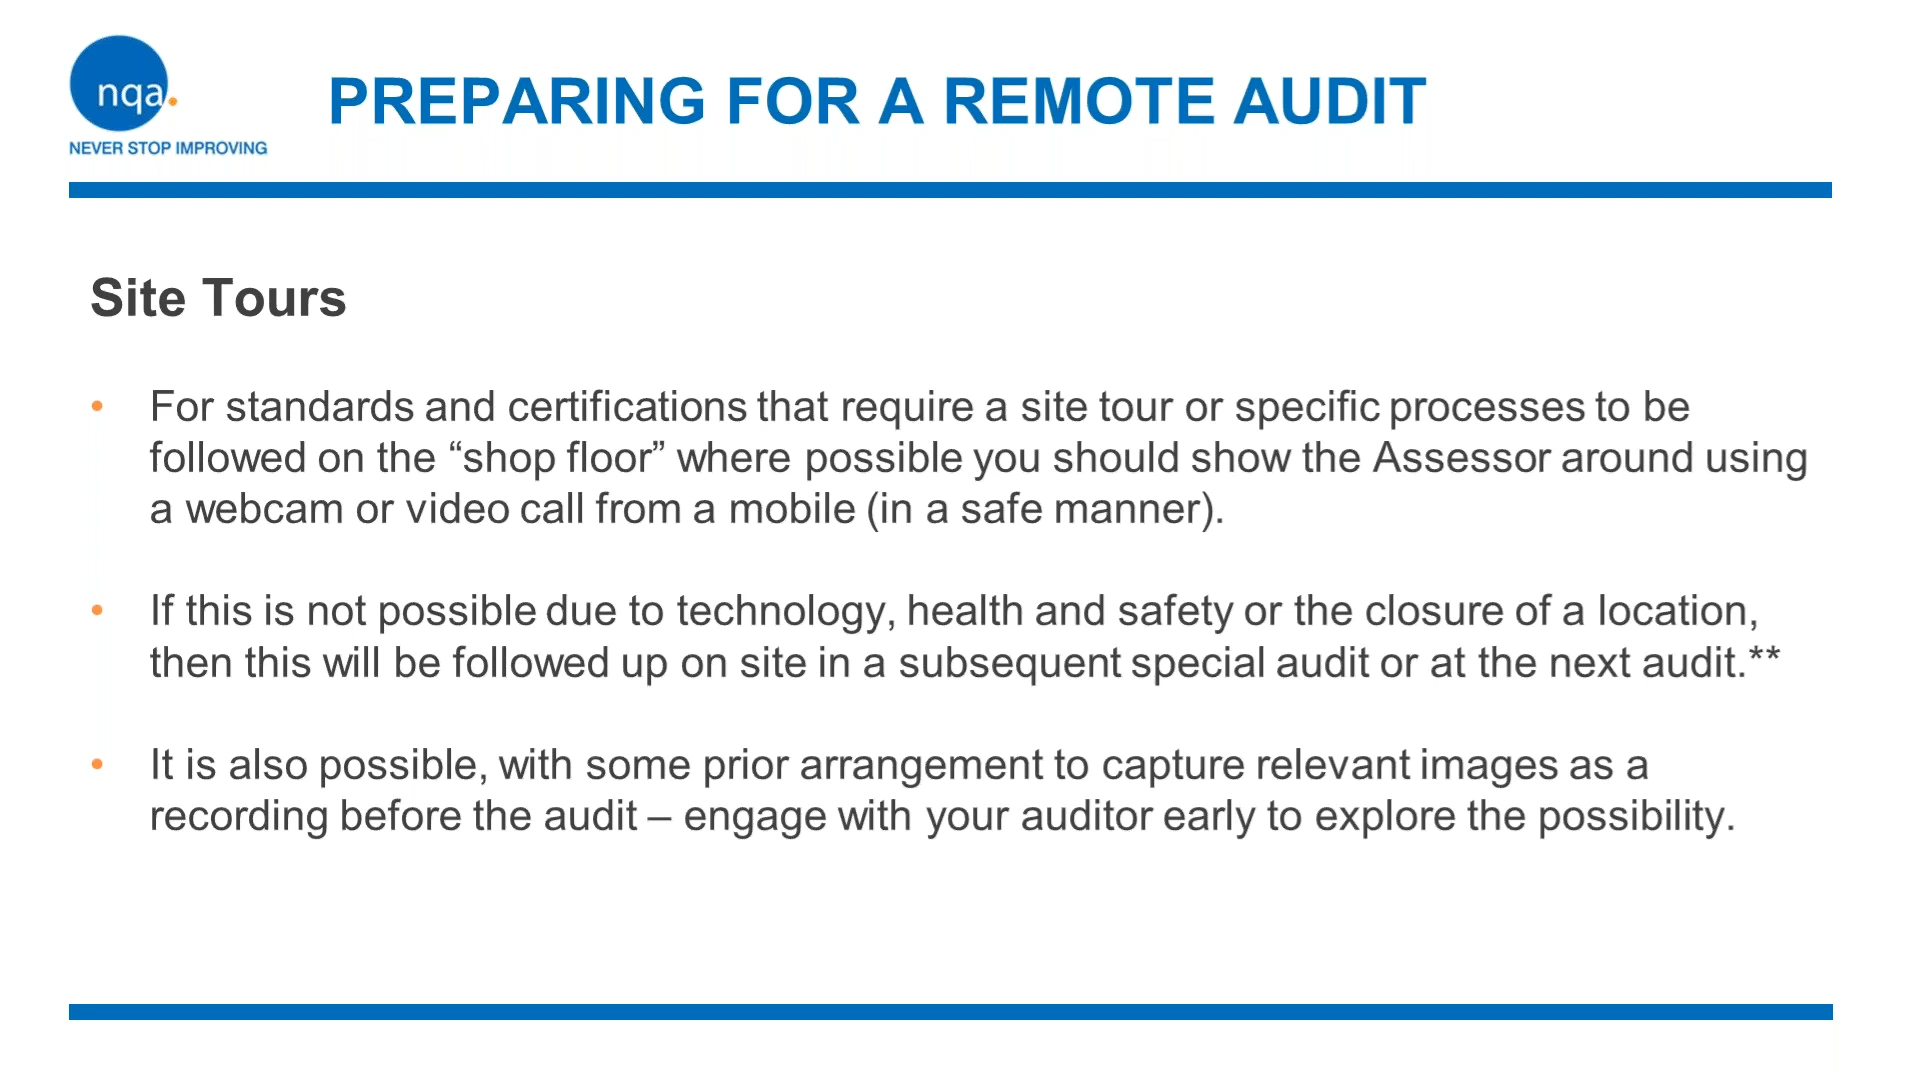 nqa.
NEVER STOP IMPROVING
PREPARING FOR A REMOTE AUDIT
Site Tours
• For standards and certifications that require a site tour or specific processes to be
followed on the “shop floor” where possible you should show the Assessor around using
a webcam or video call from a mobile (in a safe manner).
• If this is not possible due to technology, health and safety or the closure of a location,
then this will be followed up on site in a subsequent special audit or at the next audit.**
• It is also possible, with some prior arrangement to capture relevant images as a
recording before the audit – engage with your auditor early to explore the possibility.